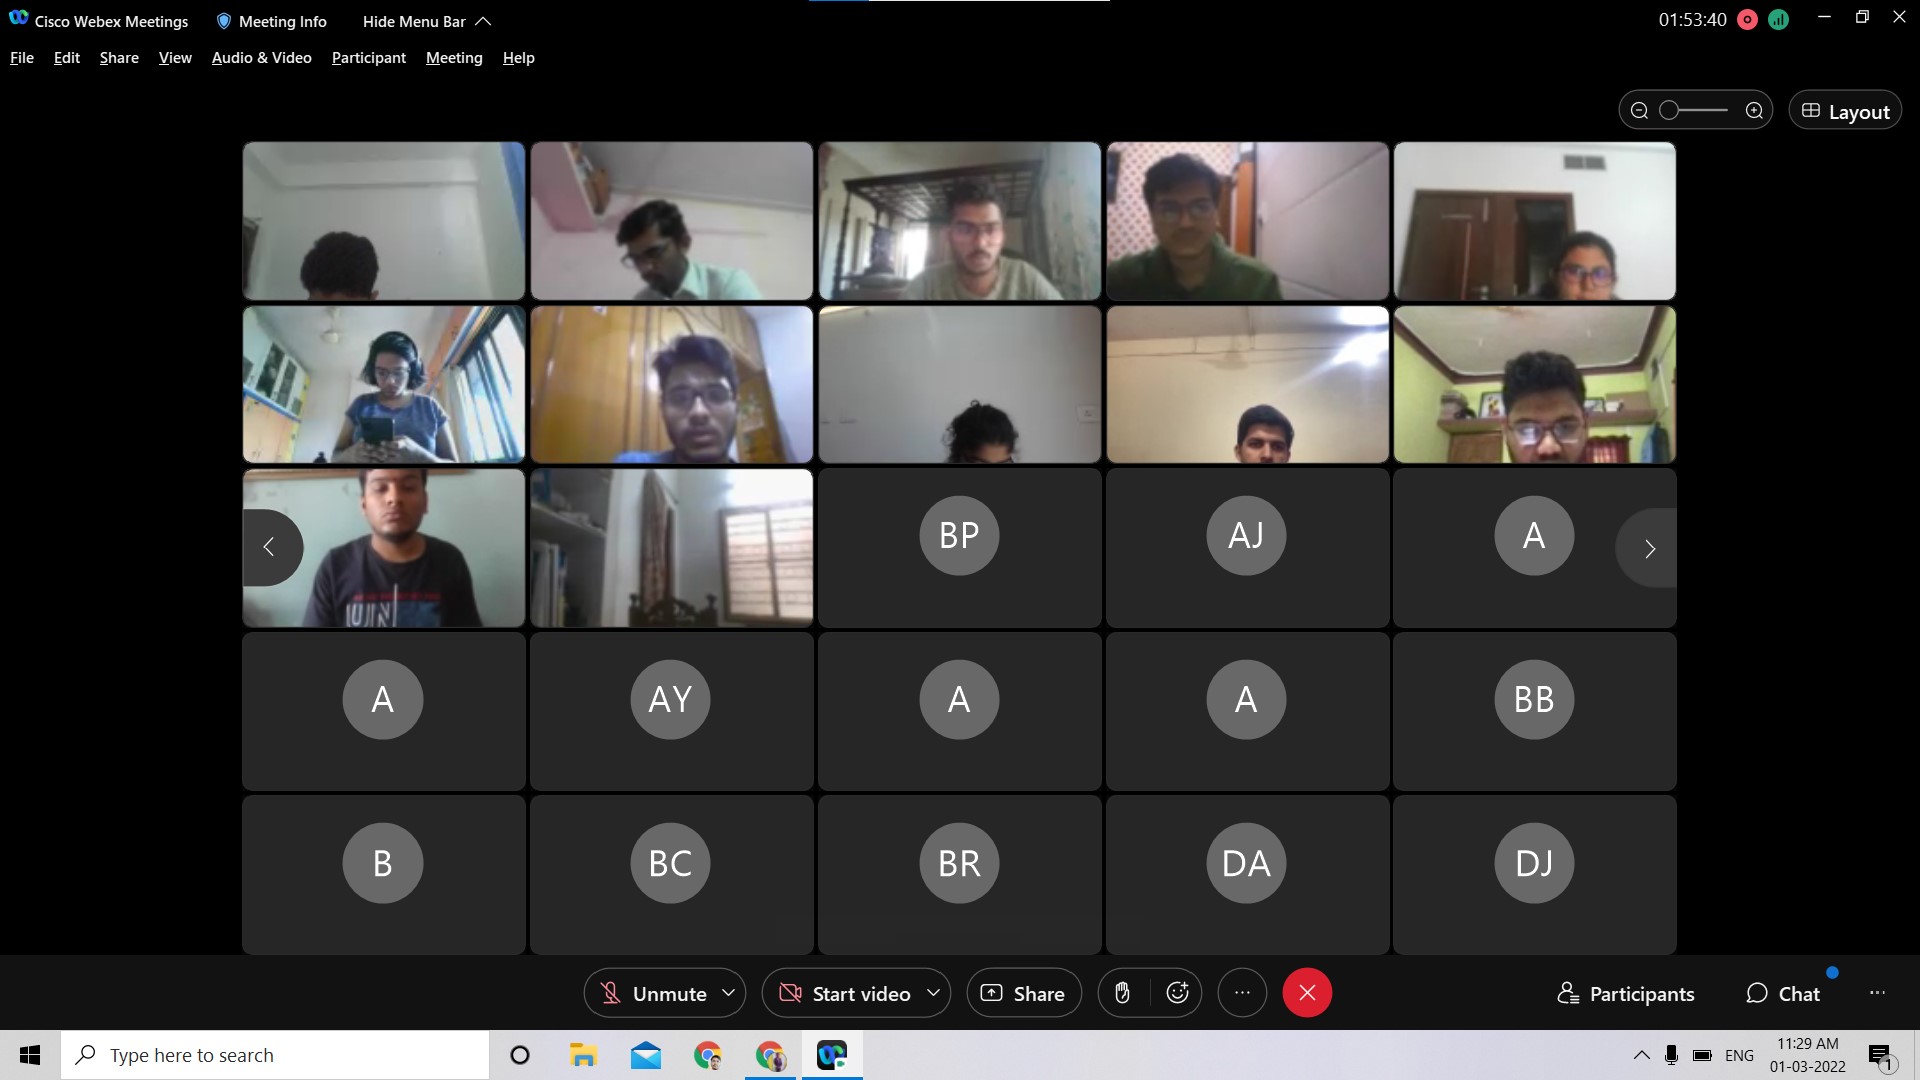 Cisco Webex Meetings Meeting Info Hide Menu Bar 01:53:40
File Edit Share View Audio & Video Participant Meeting Help
Layout
UN
BP AJ A
A AY A A BB
B BC BR DA DJ
Unmute Start video Share Participants Chat
Type here to search
ENG
11:29 AM
01-03-2022
1